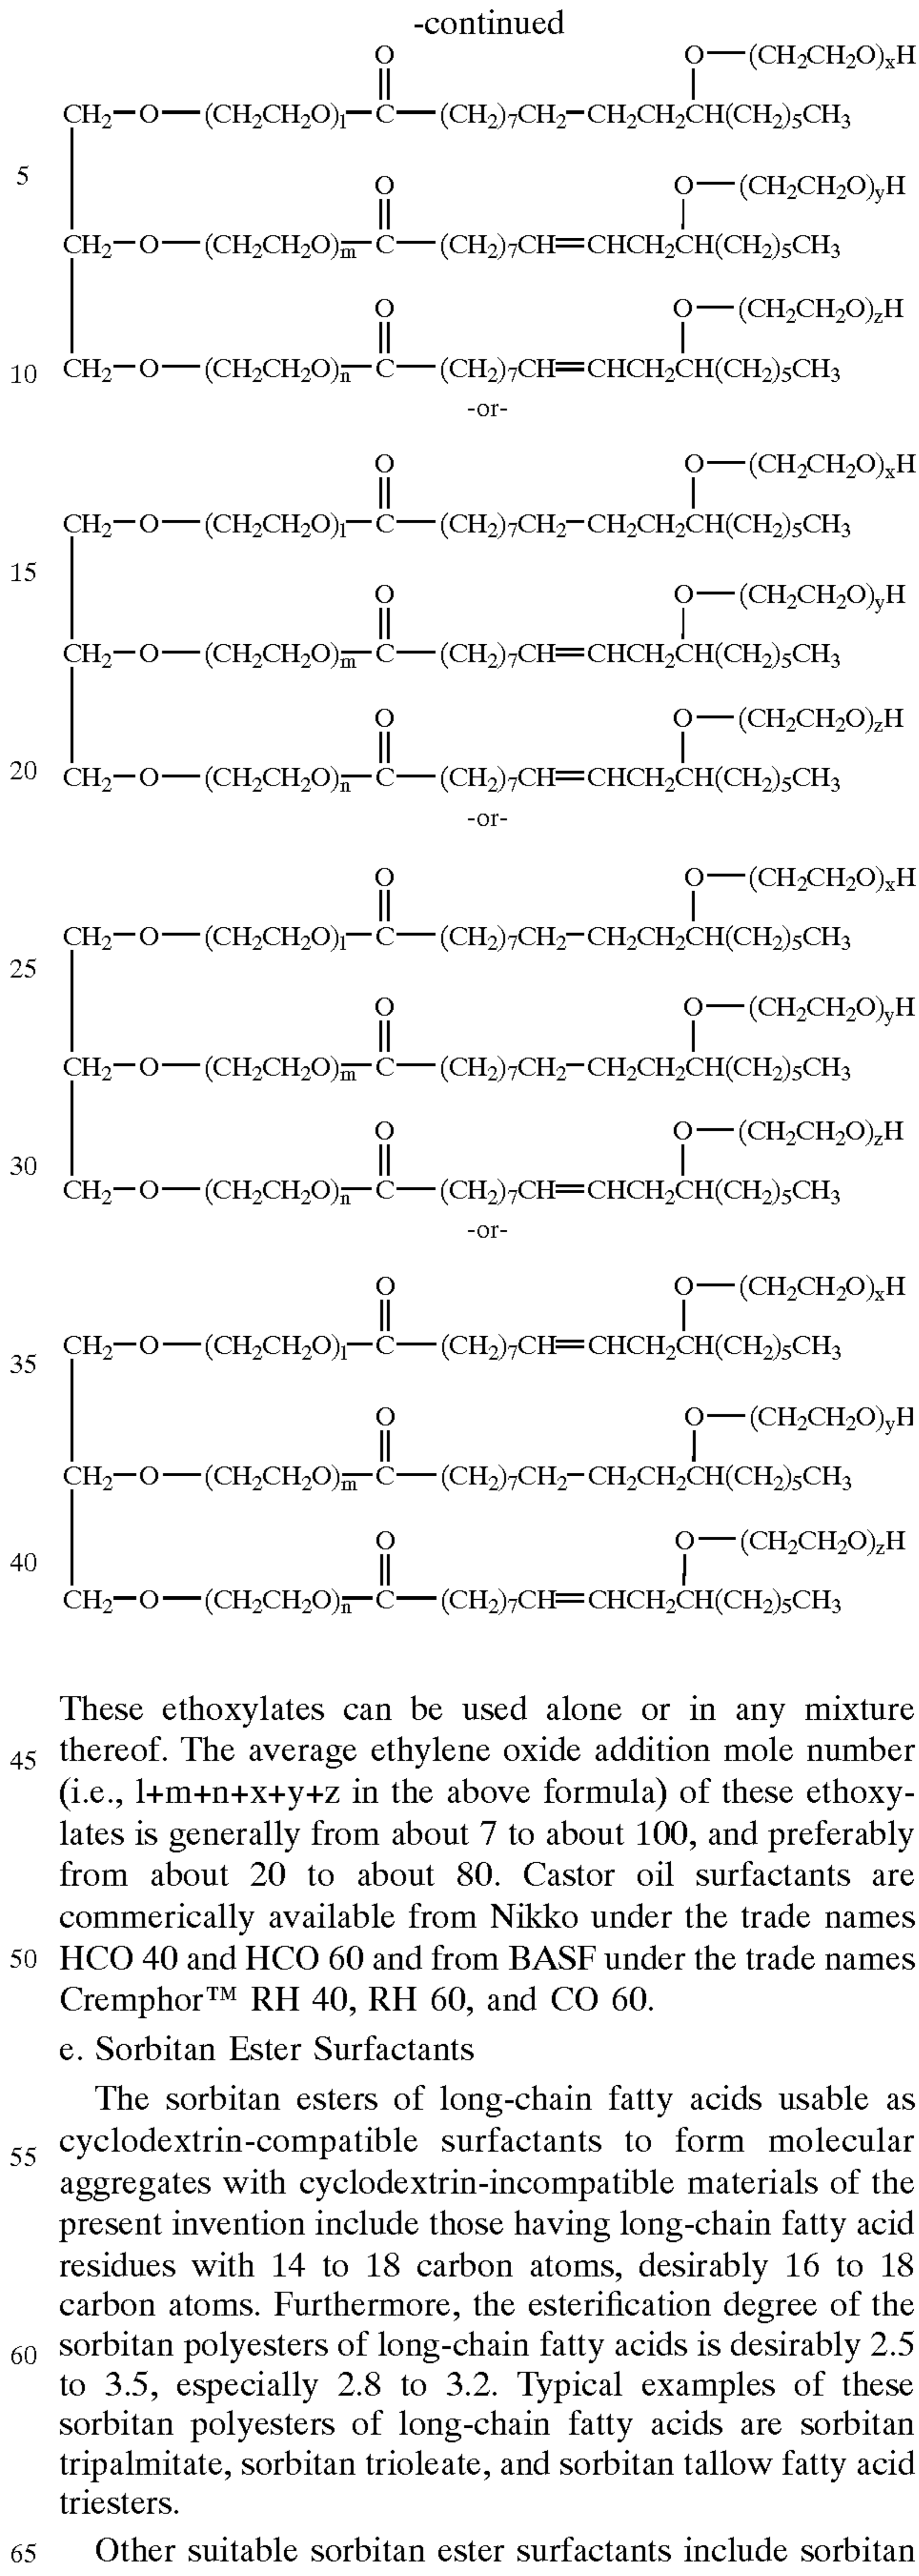 -continued
O O—(CH2CH2O)xH
CH2—O—(CH2CH2O)l—C—(CH2)7CH2—CH2CH2CH(CH2)5CH3
5
O O—(CH2CH2O)yH
CH2—O—(CH2CH2O)m—C—(CH2)7CH=CHCH2CH(CH2)5CH3
O O—(CH2CH2O)zH
10 CH2—O—(CH2CH2O)n—C—(CH2)7CH=CHCH2CH(CH2)5CH3
-or-
O O—(CH2CH2O)xH
CH2—O—(CH2CH2O)l—C—(CH2)7CH2—CH2CH2CH(CH2)5CH3
15
O O—(CH2CH2O)yH
CH2—O—(CH2CH2O)m—C—(CH2)7CH=CHCH2CH(CH2)5CH3
O O—(CH2CH2O)zH
20 CH2—O—(CH2CH2O)n—C—(CH2)7CH=CHCH2CH(CH2)5CH3
-or-
O O—(CH2CH2O)xH
CH2—O—(CH2CH2O)l—C—(CH2)7CH2—CH2CH2CH(CH2)5CH3
25
O O—(CH2CH2O)yH
CH2—O—(CH2CH2O)m—C—(CH2)7CH2—CH2CH2CH(CH2)5CH3
O O—(CH2CH2O)zH
30
CH2—O—(CH2CH2O)n—C—(CH2)7CH=CHCH2CH(CH2)5CH3
-or-
O O—(CH2CH2O)xH
CH2—O—(CH2CH2O)l—C—(CH2)7CH=CHCH2CH(CH2)5CH3
35
O O—(CH2CH2O)yH
CH2—O—(CH2CH2O)m—C—(CH2)7CH2—CH2CH2CH(CH2)5CH3
O O—(CH2CH2O)zH
40
CH2—O—(CH2CH2O)n—C—(CH2)7CH=CHCH2CH(CH2)5CH3
These ethoxylates can be used alone or in any mixture
45 thereof. The average ethylene oxide addition mole number
(i.e., l+m+n+x+y+z in the above formula) of these ethoxy-
lates is generally from about 7 to about 100, and preferably
from about 20 to about 80. Castor oil surfactants are
commerically available from Nikko under the trade names
50 HCO 40 and HCO 60 and from BASF under the trade names
Cremphor™ RH 40, RH 60, and CO 60.
e. Sorbitan Ester Surfactants
The sorbitan esters of long-chain fatty acids usable as
55 cyclodextrin-compatible surfactants to form molecular
aggregates with cyclodextrin-incompatible materials of the
present invention include those having long-chain fatty acid
residues with 14 to 18 carbon atoms, desirably 16 to 18
carbon atoms. Furthermore, the esterification degree of the
60 sorbitan polyesters of long-chain fatty acids is desirably 2.5
to 3.5, especially 2.8 to 3.2. Typical examples of these
sorbitan polyesters of long-chain fatty acids are sorbitan
tripalmitate, sorbitan trioleate, and sorbitan tallow fatty acid
triesters.
65 Other suitable sorbitan ester surfactants include sorbitan